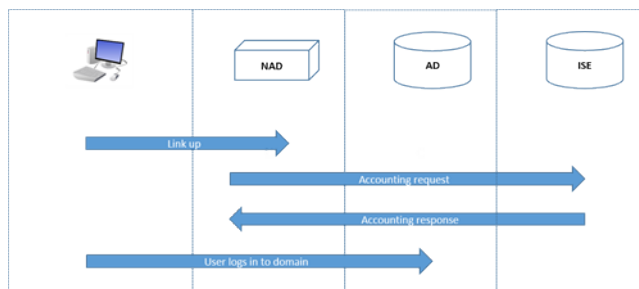 NAD
AD
ISE
Link up
Accounting request
Accounting response
User logs in to domain